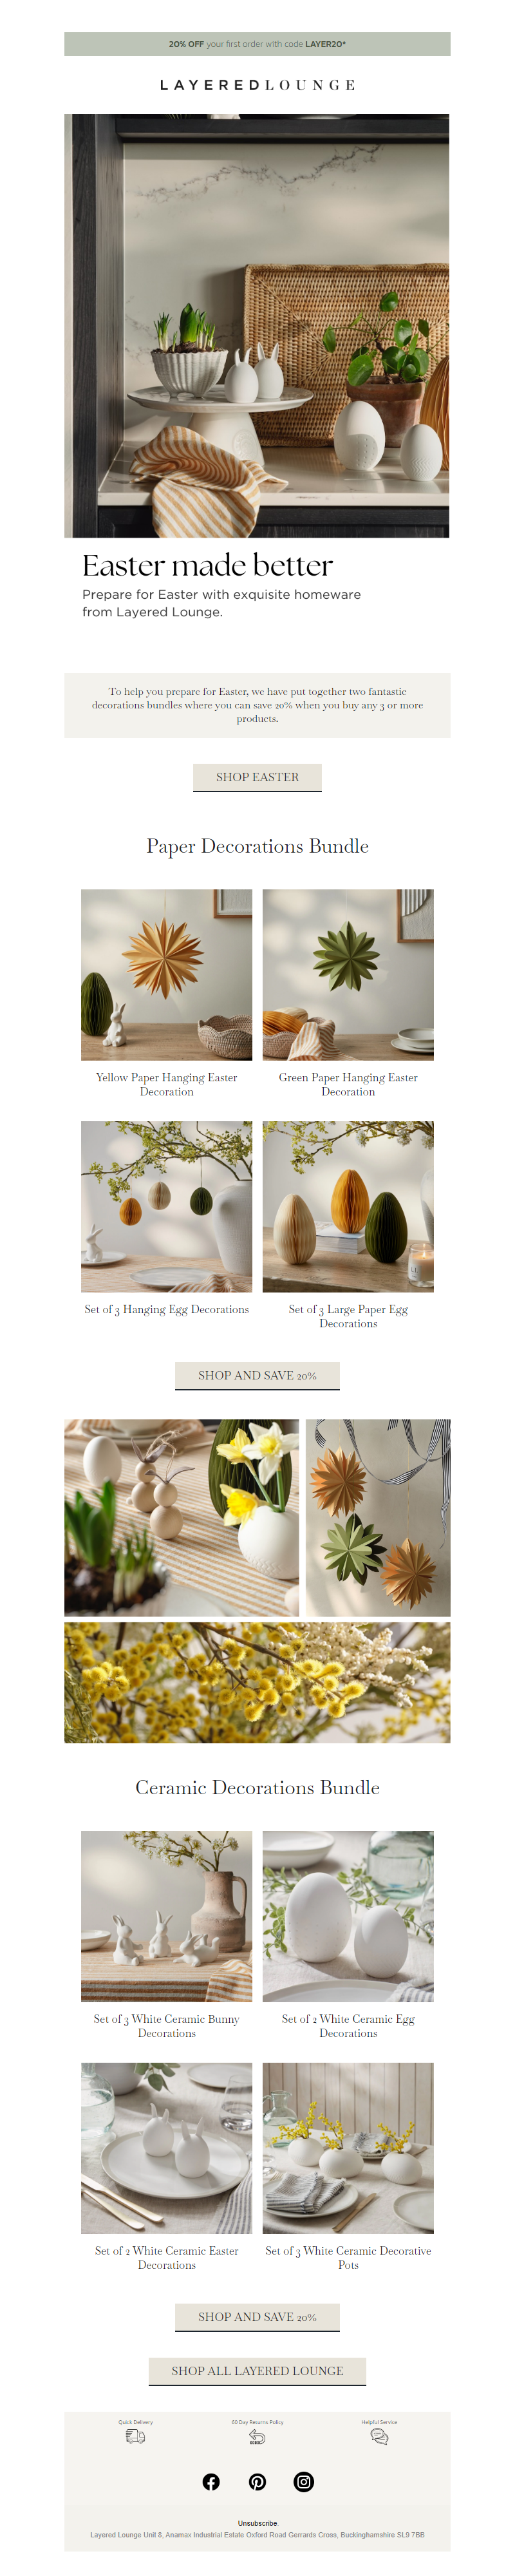 20% OFF your first order with code LAYER20*
LAYEREDLOUNGE
Easter made better
Prepare for Easter with exquisite homeware
from Layered Lounge.
To help you prepare for Easter, we have put together two fantastic
decorations bundles where you can save 20% when you buy any 3 or more
products.
SHOP EASTER
Paper Decorations Bundle
Yellow Paper Hanging Easter
Decoration
Green Paper Hanging Easter
Decoration
Set of 3 Hanging Egg Decorations
Set of 3 Large Paper Egg
Decorations
SHOP AND SAVE 20%
Ceramic Decorations Bundle
Set of 3 White Ceramic Bunny
Decorations
Set of 2 White Ceramic Egg
Decorations
Set of 2 White Ceramic Easter
Decorations
Set of 3 White Ceramic Decorative
Pots
SHOP AND SAVE 20%
SHOP ALL LAYERED LOUNGE
Quick Delivery
60 Day Returns Policy
Helpful Service
Unsubscribe
Layered Lounge Unit 8, Anamax Industrial Estate Oxford Road Gerrards Cross, Buckinghamshire SL9 7BB